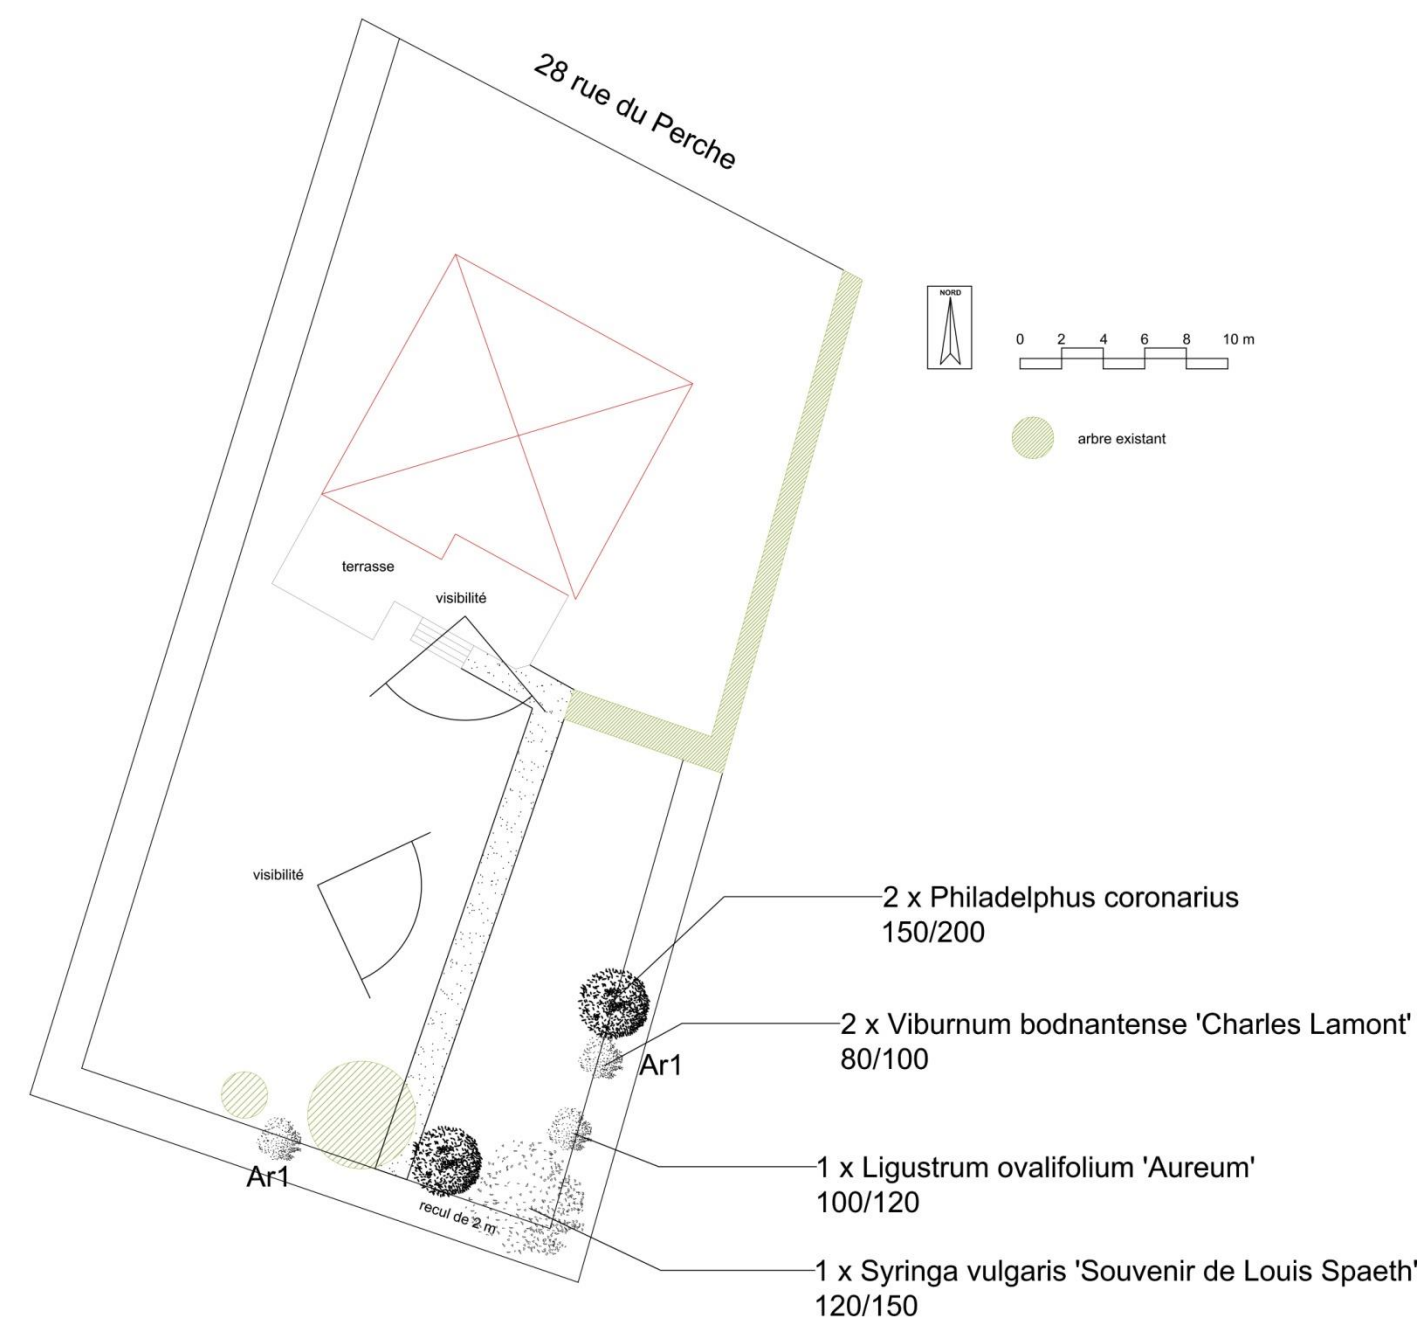 28 rue du Perche
NORD
0 2 4 6 8 10 m
arbre existant
terrasse
visibilité
visibilité
2 x Philadelphus coronarius
150/200
2 x Viburnum bodnantense 'Charles Lamont'
80/100
Ar1
1 x Ligustrum ovalifolium 'Aureum'
100/120
Ar1
recul de 2 m
1 x Syringa vulgaris 'Souvenir de Louis Spaeth'
120/150